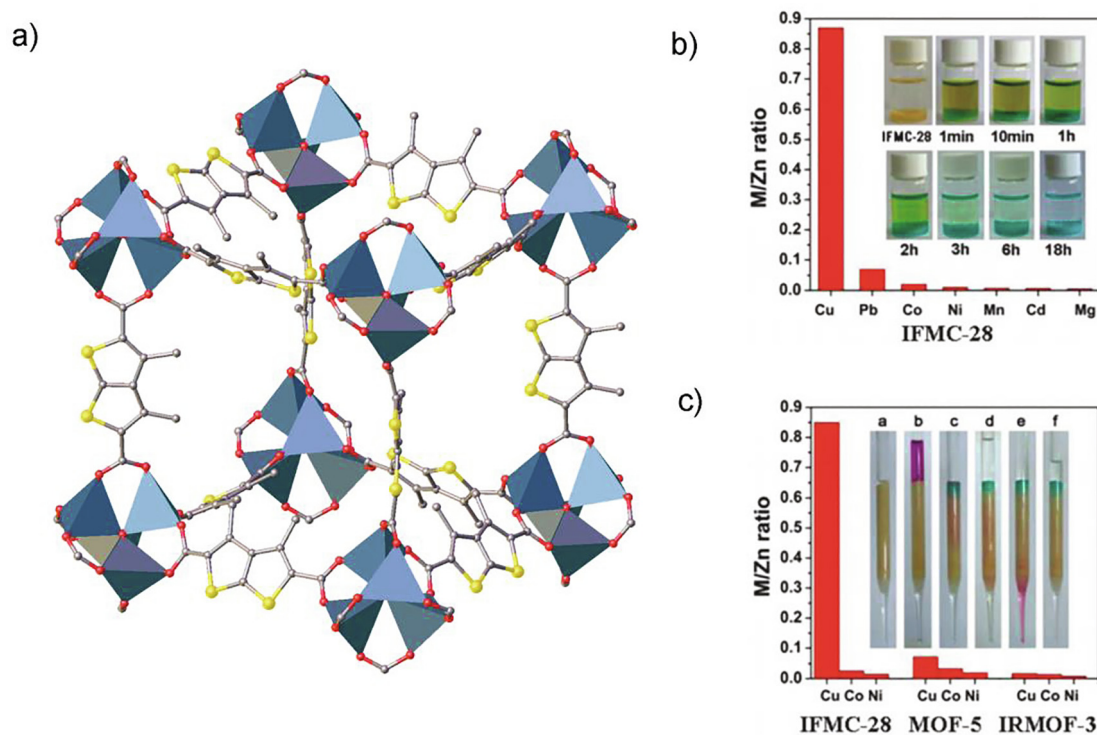 a)
b)
M/Zn ratio
0.9
0.8
0.7
0.6
0.5
0.4
0.3
0.2
0.1
0.0
IFMC-28 1min 10min 1h
2h 3h 6h 18h
Cu Pb Co Ni Mn Cd Mg
IFMC-28
c)
M/Zn ratio
0.9
0.8
0.7
0.6
0.5
0.4
0.3
0.2
0.1
0.0
a b c d e f
Cu Co Ni Cu Co Ni Cu Co Ni
IFMC-28 MOF-5 IRMOF-3